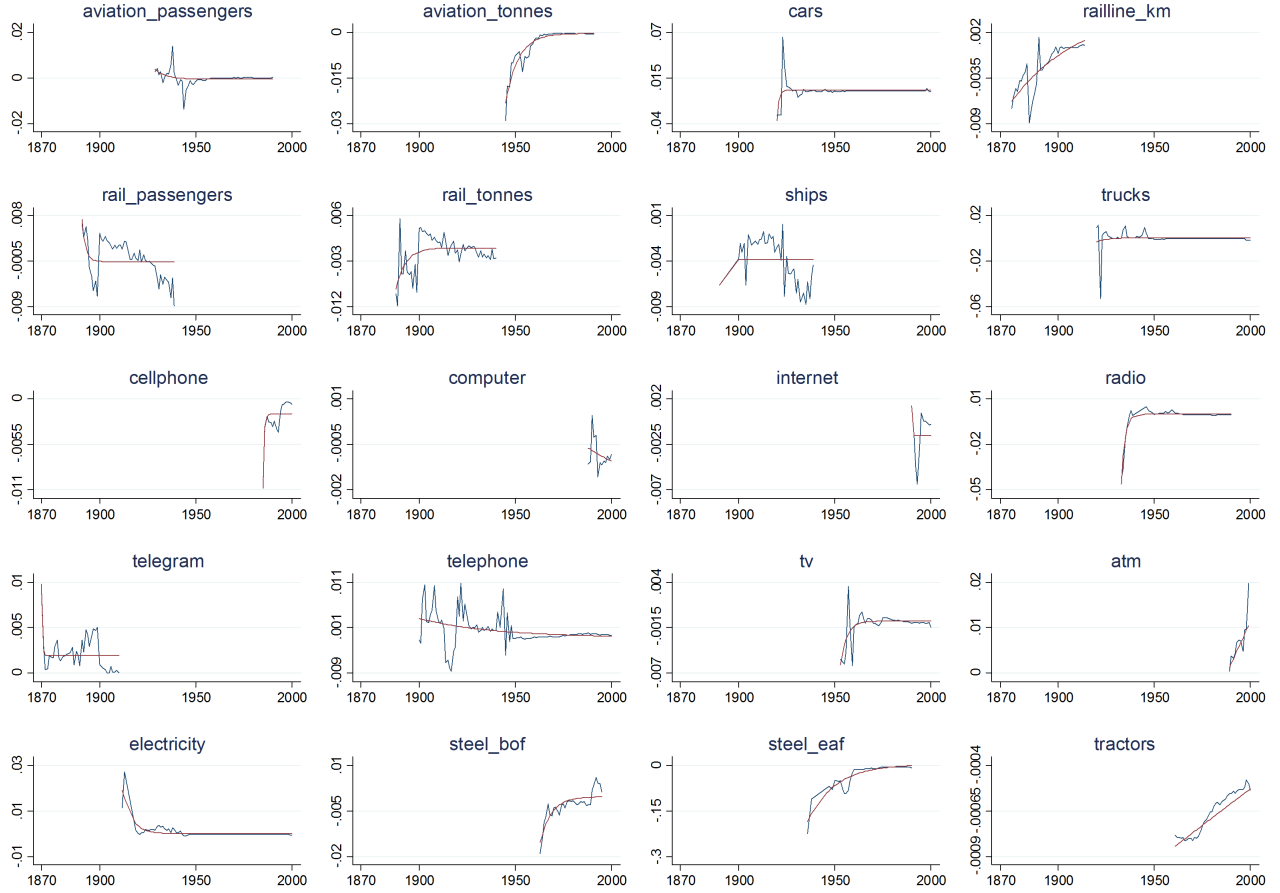 aviation_passengers aviation_tonnes cars railline_km
.02 0 -.02 0 -.015 -.03 .07 .015 -.04 .002 -.0035 -.009
1870 1900 1950 2000 1870 1900 1950 2000 1870 1900 1950 2000 1870 1900 1950 2000
rail_passengers rail_tonnes ships trucks
.008 -.0005 -.009 .006 -.003 -.012 .001 -.004 -.009 .02 -.02 -.06
1870 1900 1950 2000 1870 1900 1950 2000 1870 1900 1950 2000 1870 1900 1950 2000
cellphone computer internet radio
0 -.0055 -.011 .001 -.0005 -.002 .002 -.0025 -.007 .01 -.02 -.05
1870 1900 1950 2000 1870 1900 1950 2000 1870 1900 1950 2000 1870 1900 1950 2000
telegram telephone tv atm
.01 .005 0 .011 .001 -.009 .004 -.0015 -.007 .02 .01 0
1870 1900 1950 2000 1870 1900 1950 2000 1870 1900 1950 2000 1870 1900 1950 2000
electricity steel_bof steel_eaf tractors
.03 .01 -.01 .01 -.005 -.02 0 -.15 -.3 -.0004 -.00065 -.0009
1870 1900 1950 2000 1870 1900 1950 2000 1870 1900 1950 2000 1870 1900 1950 2000